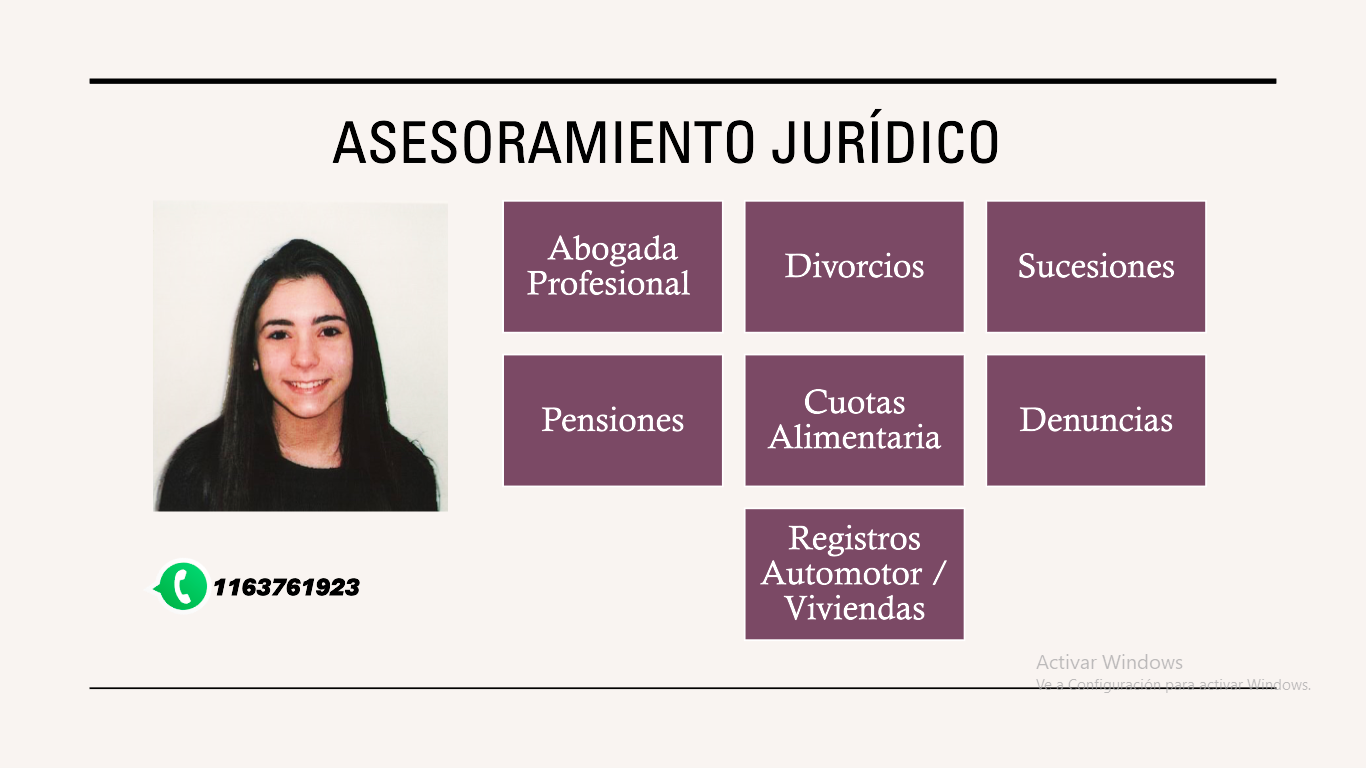 ASESORAMIENTO JURÍDICO
Abogada
Profesional
Divorcios
Sucesiones
Pensiones
Cuotas
Alimentaria
Denuncias
Registros
Automotor /
Viviendas
1163761923
Activar Windows
Ve a Configuración para activar Windows.